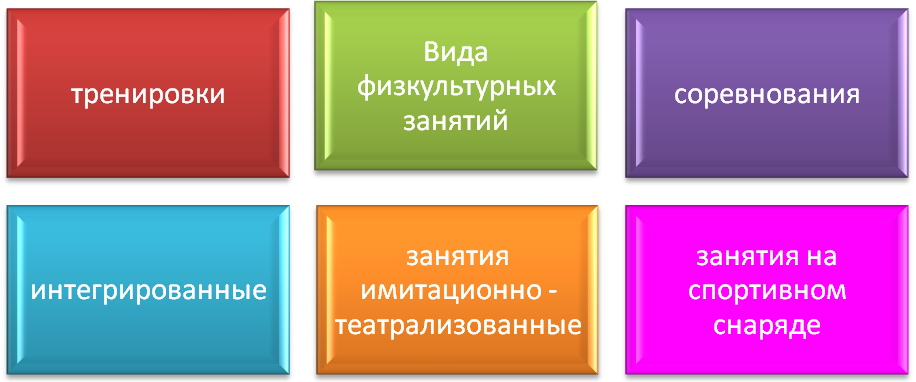 тренировки
Вида
физкультурных
занятий
соревнования
интегрированные
занятия
имитационно -
театрализованные
занятия на
спортивном
снаряде